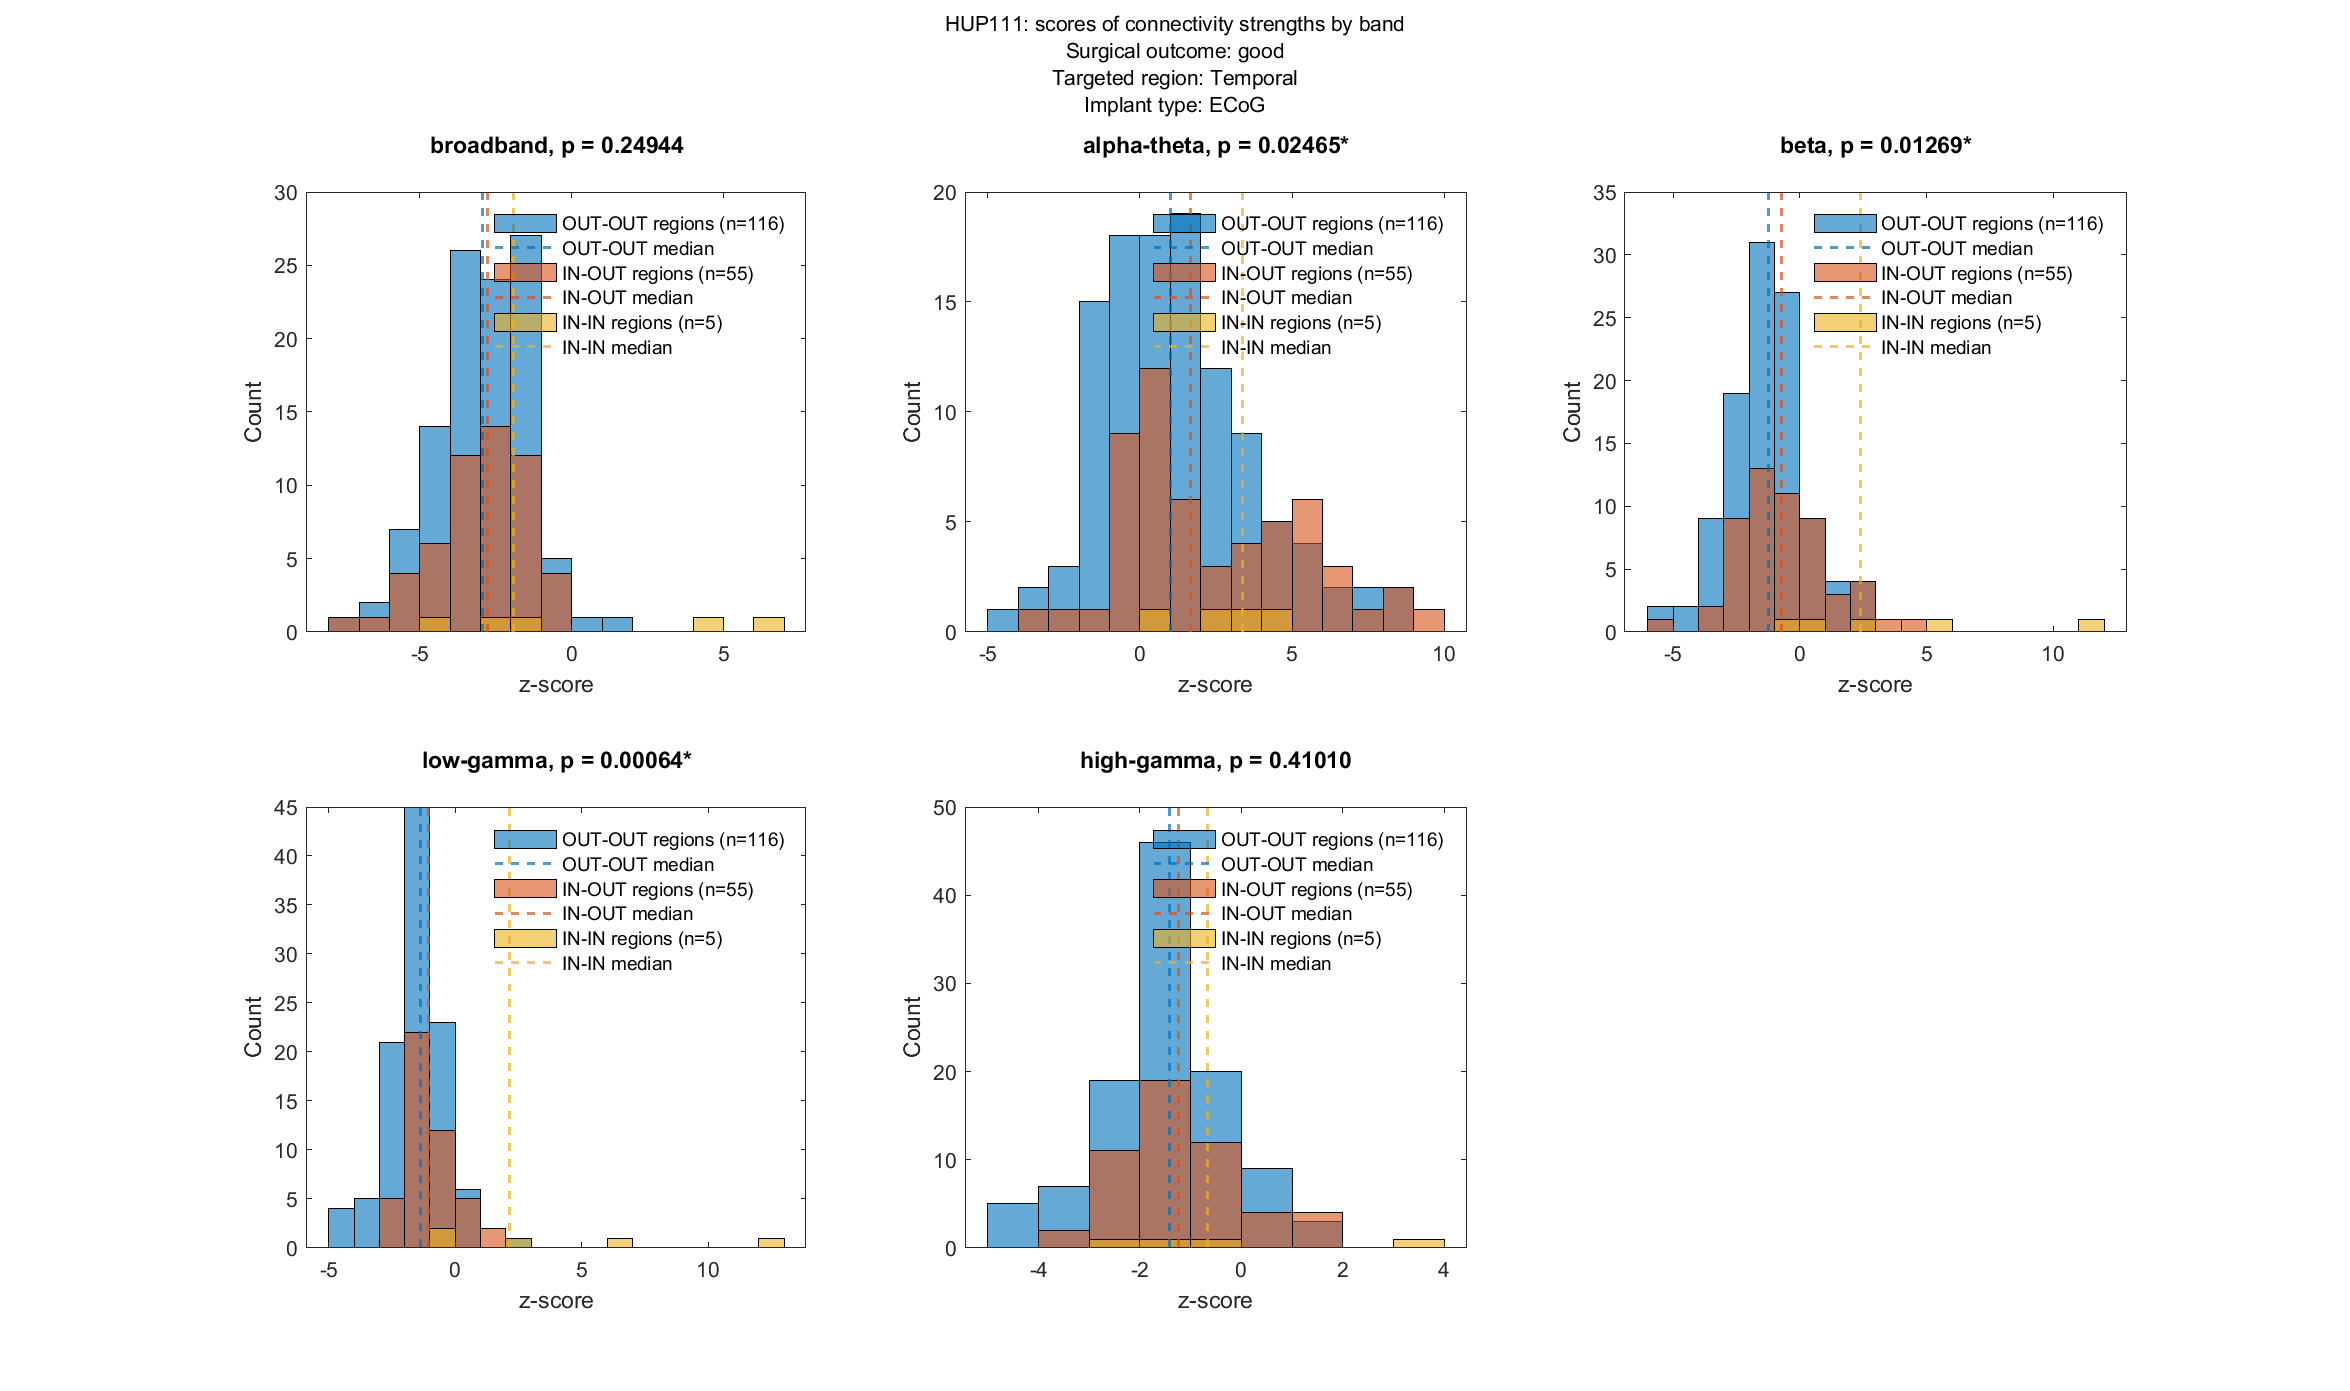 HUP111: scores of connectivity strengths by band
Surgical outcome: good
Targeted region: Temporal
Implant type: ECoG
broadband, p = 0.24944
30
25
20
15
10
5
0
Count
-5
0
5
z-score
OUT-OUT regions (n=116)
OUT-OUT median
IN-OUT regions (n=55)
IN-OUT median
IN-IN regions (n=5)
IN-IN median
alpha-theta, p = 0.02465*
20
15
10
5
0
Count
-5
0
5
10
z-score
OUT-OUT regions (n=116)
OUT-OUT median
IN-OUT regions (n=55)
IN-OUT median
IN-IN regions (n=5)
IN-IN median
beta, p = 0.01269*
35
30
25
20
15
10
5
0
Count
-5
0
5
10
z-score
OUT-OUT regions (n=116)
OUT-OUT median
IN-OUT regions (n=55)
IN-OUT median
IN-IN regions (n=5)
IN-IN median
low-gamma, p = 0.00064*
45
40
35
30
25
20
15
10
5
0
Count
-5
0
5
10
z-score
OUT-OUT regions (n=116)
OUT-OUT median
IN-OUT regions (n=55)
IN-OUT median
IN-IN regions (n=5)
IN-IN median
high-gamma, p = 0.41010
50
40
30
20
10
0
Count
-4
-2
0
2
4
z-score
OUT-OUT regions (n=116)
OUT-OUT median
IN-OUT regions (n=55)
IN-OUT median
IN-IN regions (n=5)
IN-IN median